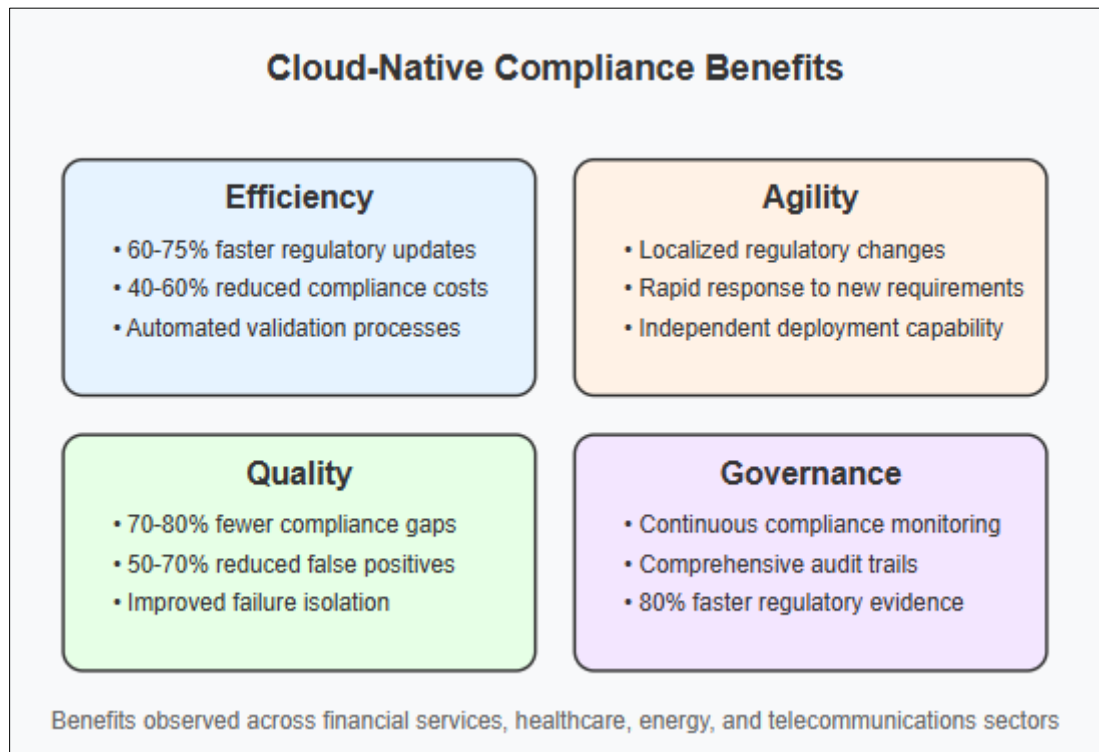 Cloud-Native Compliance Benefits
Efficiency
• 60-75% faster regulatory updates
• 40-60% reduced compliance costs
• Automated validation processes
Agility
• Localized regulatory changes
• Rapid response to new requirements
• Independent deployment capability
Quality
• 70-80% fewer compliance gaps
• 50-70% reduced false positives
• Improved failure isolation
Governance
• Continuous compliance monitoring
• Comprehensive audit trails
• 80% faster regulatory evidence
Benefits observed across financial services, healthcare, energy, and telecommunications sectors